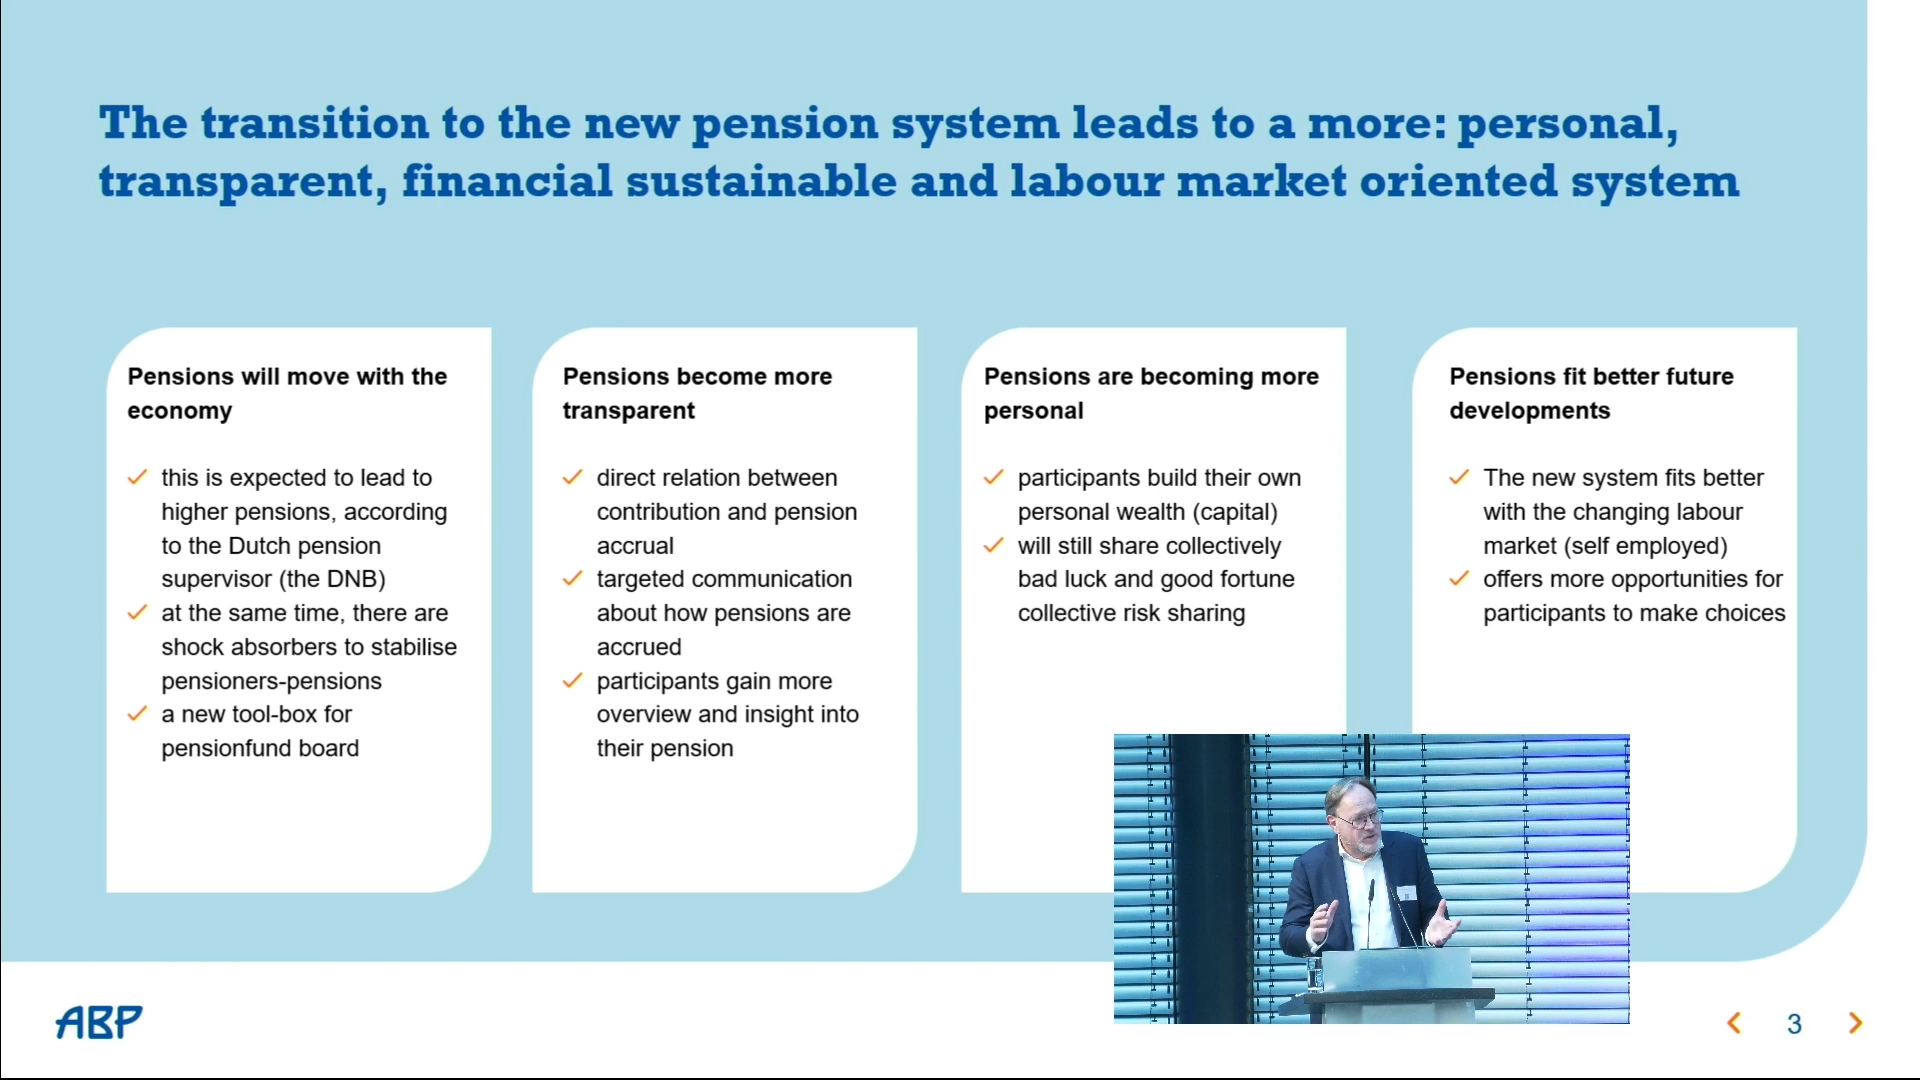 The transition to the new pension system leads to a more: personal,
transparent, financial sustainable and labour market oriented system
Pensions will move with the
economy
this is expected to lead to
higher pensions, according
to the Dutch pension
supervisor (the DNB)
at the same time, there are
shock absorbers to stabilise
pensioners-pensions
a new tool-box for
pensionfund board
Pensions become more
transparent
direct relation between
contribution and pension
accrual
targeted communication
about how pensions are
accrued
participants gain more
overview and insight into
their pension
Pensions are becoming more
personal
participants build their own
personal wealth (capital)
will still share collectively
bad luck and good fortune
collective risk sharing
Pensions fit better future
developments
The new system fits better
with the changing labour
market (self employed)
offers more opportunities for
participants to make choices
ABP
3